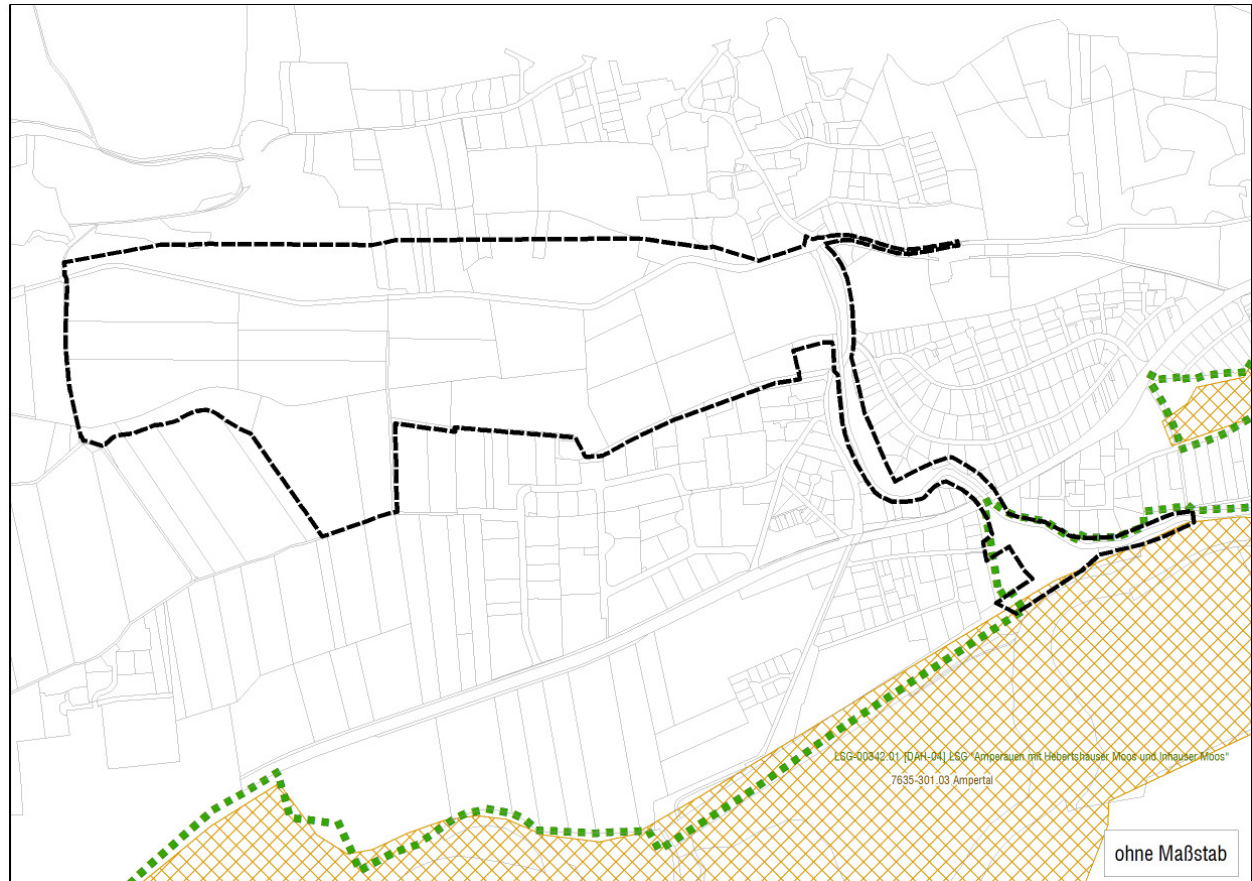 LSG-00342.01 [DAH-04] LSG "Amperauen mit Hebertshauser Moos und Inhauser Moos"
7635-301.03 Ampertal
ohne Maßstab